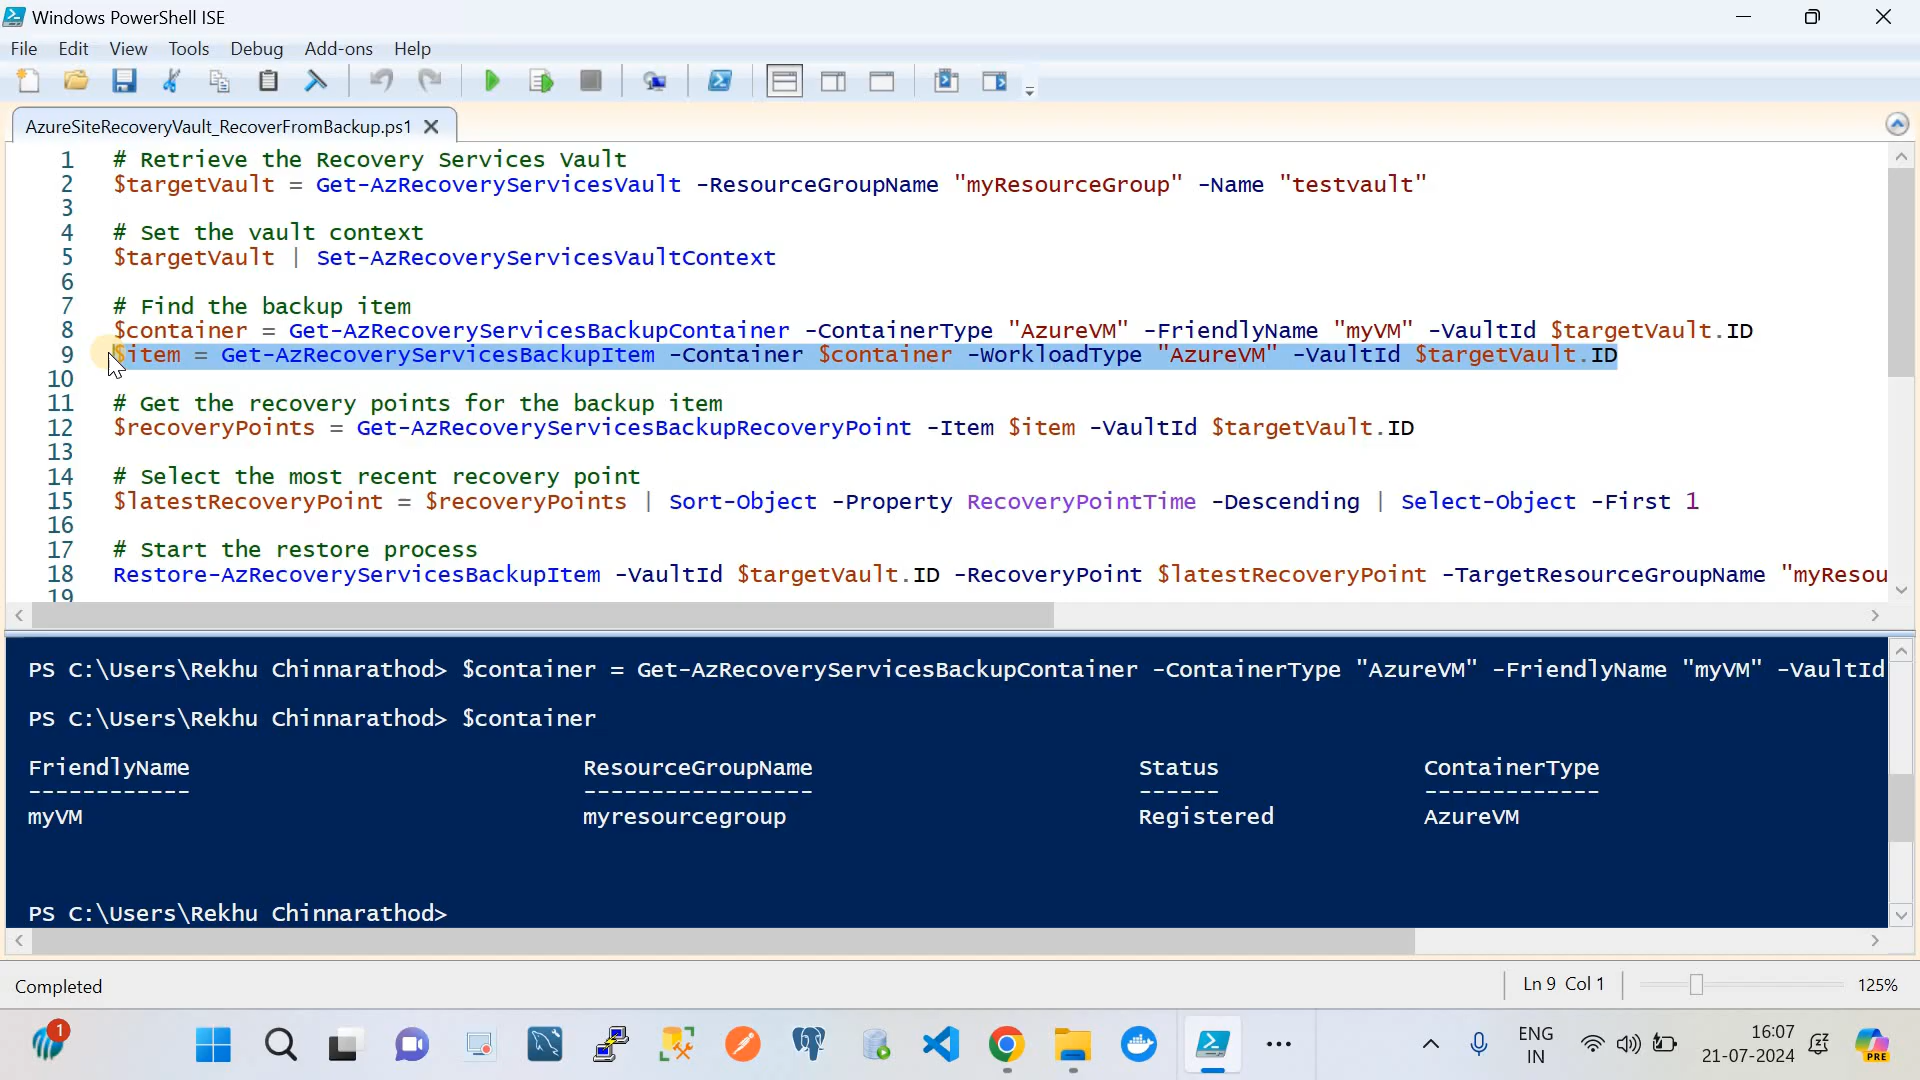 Windows PowerShell ISE
File Edit View Tools Debug Add-ons Help
AzureSiteRecoveryVault_RecoverFromBackup.ps1
1 # Retrieve the Recovery Services Vault
2 $targetVault = Get-AzRecoveryServicesVault -ResourceGroupName "myResourceGroup" -Name "testvault"
3
4 # Set the vault context
5 $targetVault | Set-AzRecoveryServicesVaultContext
6
7 # Find the backup item
8 $container = Get-AzRecoveryServicesBackupContainer -ContainerType "AzureVM" -FriendlyName "myVM" -VaultId $targetVault.ID
9 $item = Get-AzRecoveryServicesBackupItem -Container $container -WorkloadType "AzureVM" -VaultId $targetVault.ID
10
11 # Get the recovery points for the backup item
12 $recoveryPoints = Get-AzRecoveryServicesBackupRecoveryPoint -Item $item -VaultId $targetVault.ID
13
14 # Select the most recent recovery point
15 $latestRecoveryPoint = $recoveryPoints | Sort-Object -Property RecoveryPointTime -Descending | Select-Object -First 1
16
17 # Start the restore process
18 Restore-AzRecoveryServicesBackupItem -VaultId $targetVault.ID -RecoveryPoint $latestRecoveryPoint -TargetResourceGroupName "myResou
19
PS C:\Users\Rekhu Chinnarathod> $container = Get-AzRecoveryServicesBackupContainer -ContainerType "AzureVM" -FriendlyName "myVM" -VaultId
PS C:\Users\Rekhu Chinnarathod> $container
FriendlyName ResourceGroupName Status ContainerType
------------ ----------------- ------ -------------
myVM myresourcegroup Registered AzureVM
PS C:\Users\Rekhu Chinnarathod>
Completed Ln 9 Col 1 125%
1
ENG 16:07
IN 21-07-2024
PRE